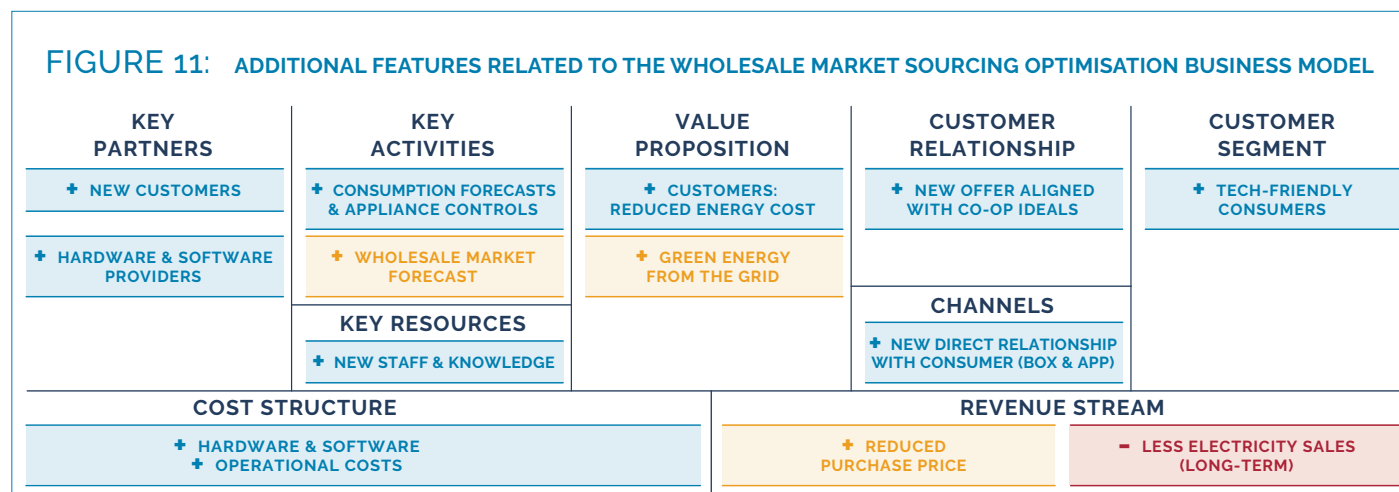 FIGURE 11: ADDITIONAL FEATURES RELATED TO THE WHOLESALE MARKET SOURCING OPTIMISATION BUSINESS MODEL
KEY
PARTNERS
+ NEW CUSTOMERS
+ HARDWARE & SOFTWARE
PROVIDERS
KEY
ACTIVITIES
+ CONSUMPTION FORECASTS
& APPLIANCE CONTROLS
+ WHOLESALE MARKET
FORECAST
KEY RESOURCES
+ NEW STAFF & KNOWLEDGE
VALUE
PROPOSITION
+ CUSTOMERS:
REDUCED ENERGY COST
+ GREEN ENERGY
FROM THE GRID
CUSTOMER
RELATIONSHIP
+ NEW OFFER ALIGNED
WITH CO-OP IDEALS
CHANNELS
+ NEW DIRECT RELATIONSHIP
WITH CONSUMER (BOX & APP)
CUSTOMER
SEGMENT
+ TECH-FRIENDLY
CONSUMERS
COST STRUCTURE
+ HARDWARE & SOFTWARE
+ OPERATIONAL COSTS
REVENUE STREAM
+ REDUCED
PURCHASE PRICE
- LESS ELECTRICITY SALES
(LONG-TERM)